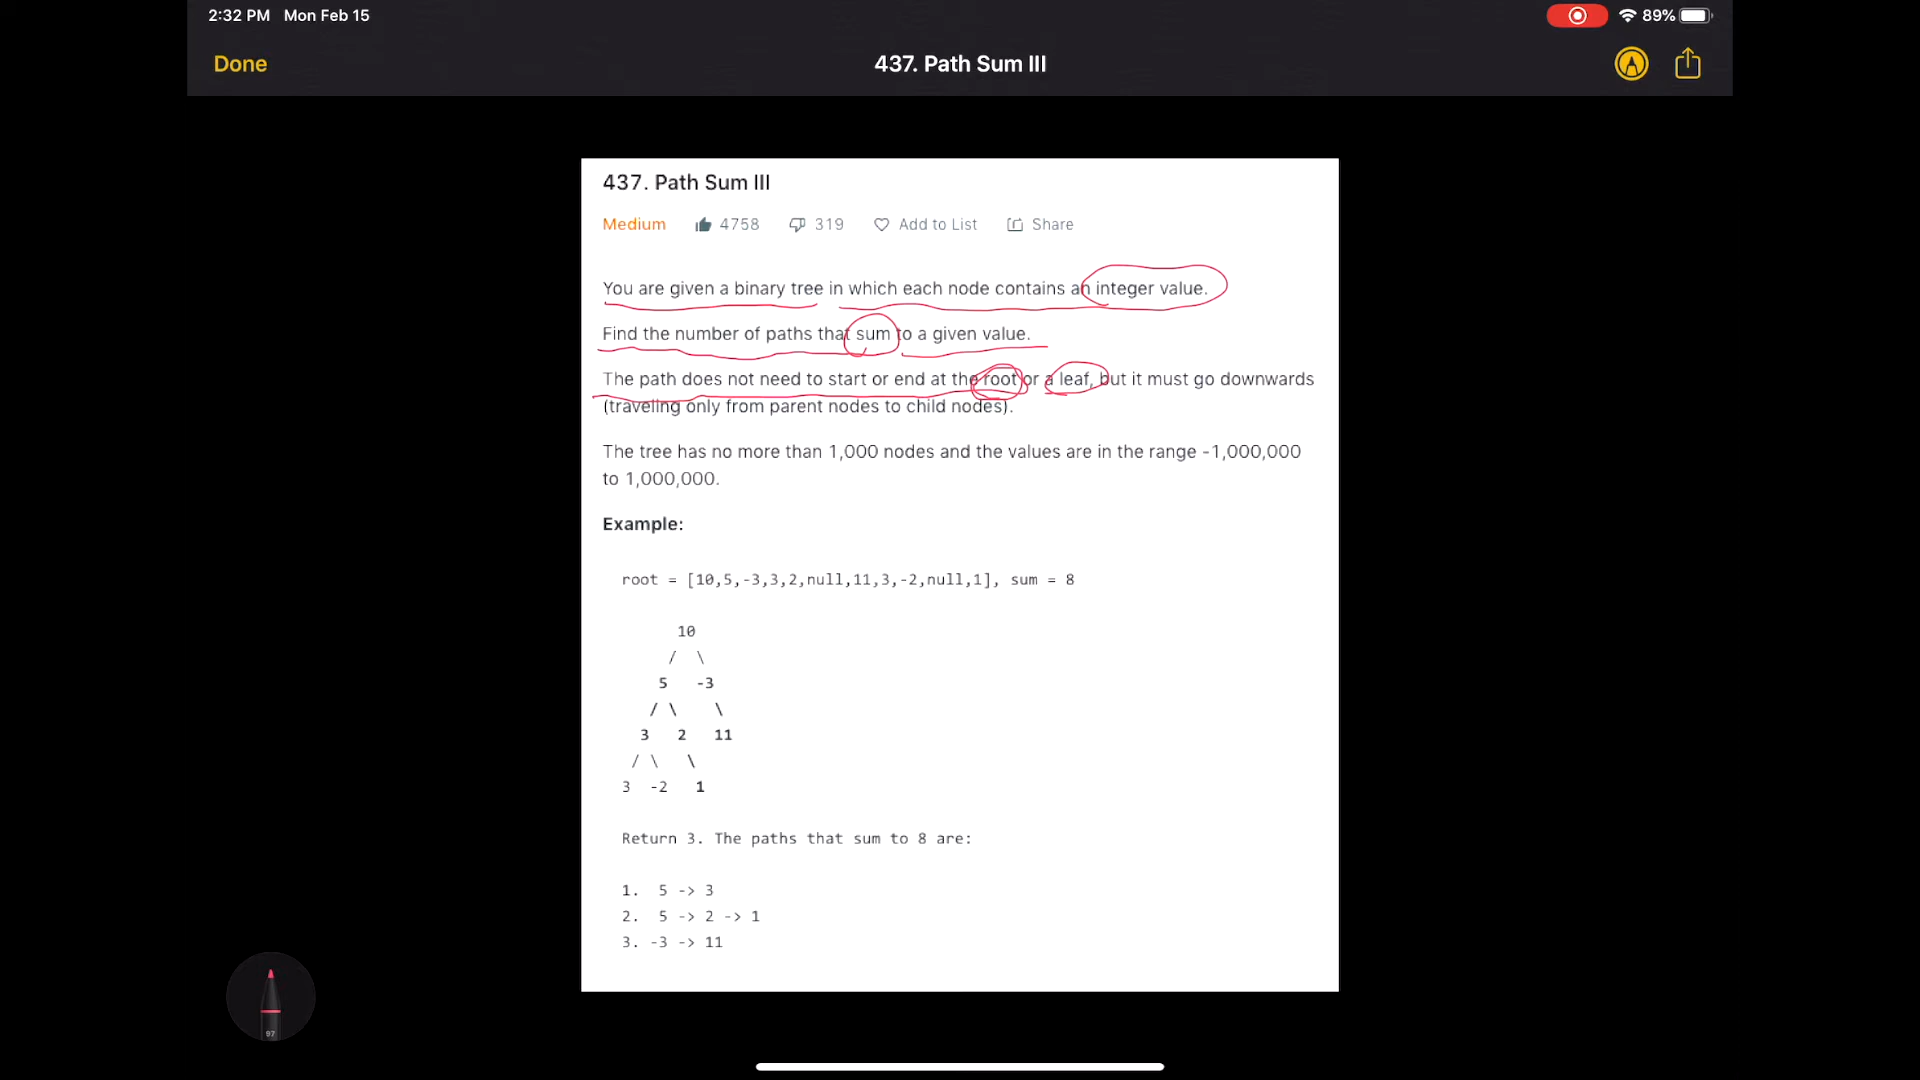 2:32 PM Mon Feb 15
89%
Done
437. Path Sum III
437. Path Sum III
Medium 4758 319 Add to List Share
You are given a binary tree in which each node contains an integer value.
Find the number of paths that sum to a given value.
The path does not need to start or end at the root or a leaf, but it must go downwards
(traveling only from parent nodes to child nodes).
The tree has no more than 1,000 nodes and the values are in the range -1,000,000
to 1,000,000.
Example:
root = [10,5,-3,3,2,null,11,3,-2,null,1], sum = 8
10
/ \
5 -3
/ \ \
3 2 11
/ \ \
3 -2 1
Return 3. The paths that sum to 8 are:
1. 5 -> 3
2. 5 -> 2 -> 1
3. -3 -> 11
97